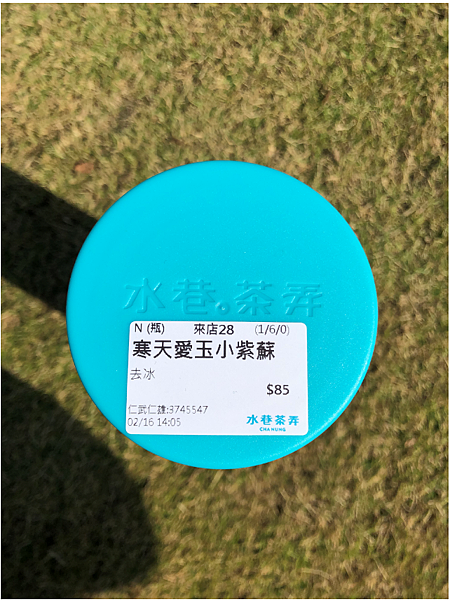 水巷。茶弄
N (瓶) 來店28 (1/6/0)
寒天愛玉小紫蘇
去冰
$85
仁武仁雄:3745547
02/16 14:05
水巷茶弄
CHANUNG